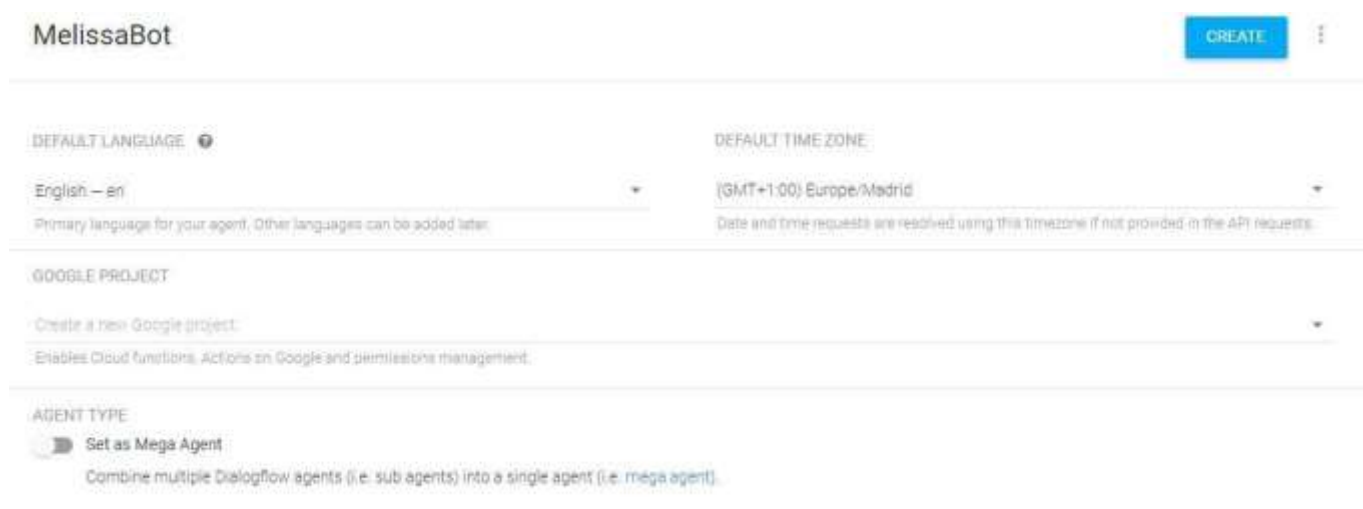 MelissaBot
CREATE
DEFAULT LANGUAGE
DEFAULT TIME ZONE
English – en
(GMT+1:00) Europe/Madrid
Primary language for your agent. Other languages can be added later.
Date and time requests are resolved using this timezone if not provided in the API requests.
GOOGLE PROJECT
Create a new Google project
Enables Cloud functions, Actions on Google and permissions management.
AGENT TYPE
Set as Mega Agent
Combine multiple Dialogflow agents (i.e. sub agents) into a single agent (i.e. mega agent).